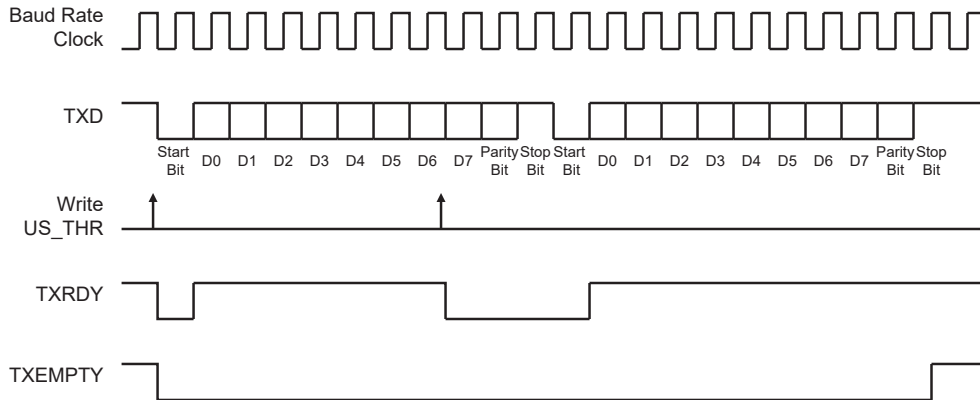 Baud Rate
Clock
TXD
Start
Bit
D0
D1
D2
D3
D4
D5
D6
D7
Parity
Bit
Stop
Bit
Start
Bit
D0
D1
D2
D3
D4
D5
D6
D7
Parity
Bit
Stop
Bit
Write
US_THR
TXRDY
TXEMPTY